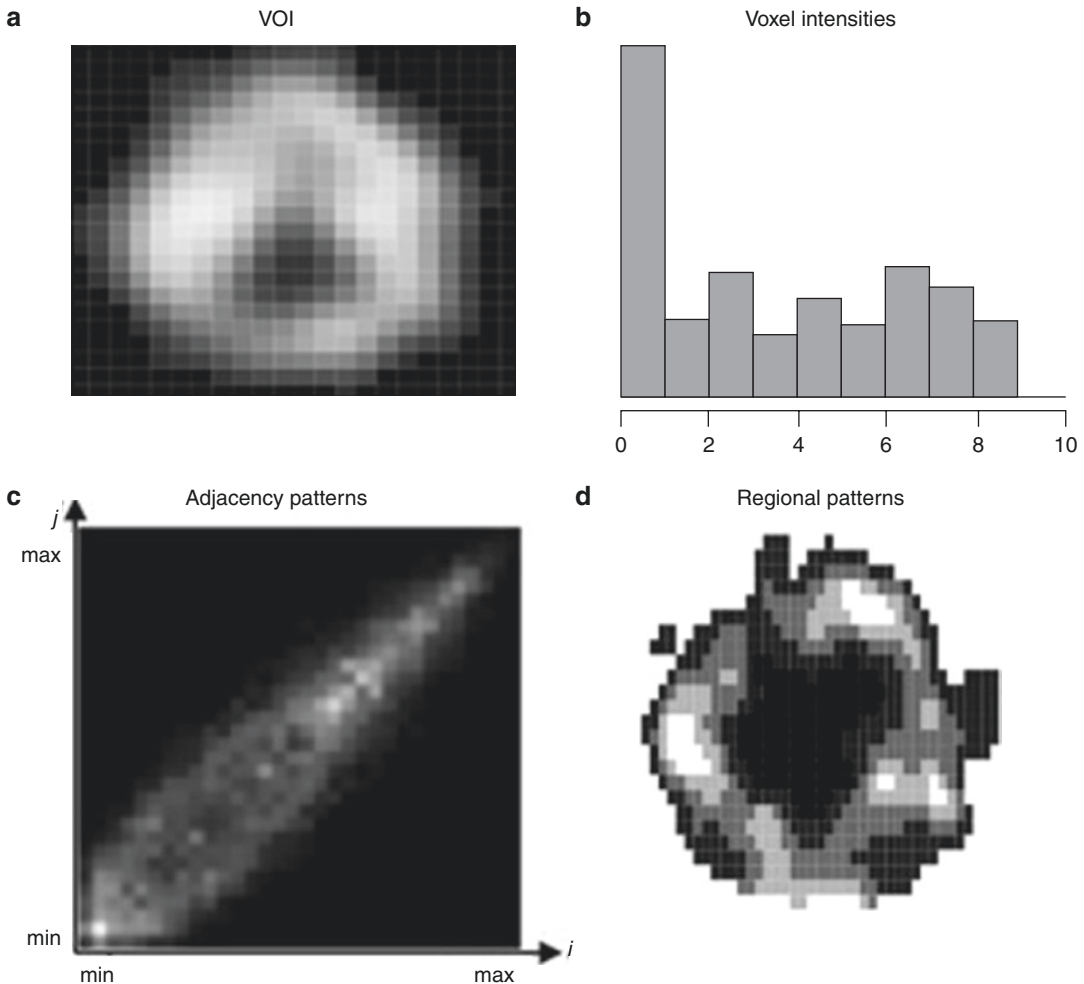 a
VOI
b
Voxel intensities
0 2 4 6 8 10
c
Adjacency patterns
j
max
min
min
max
i
d
Regional patterns